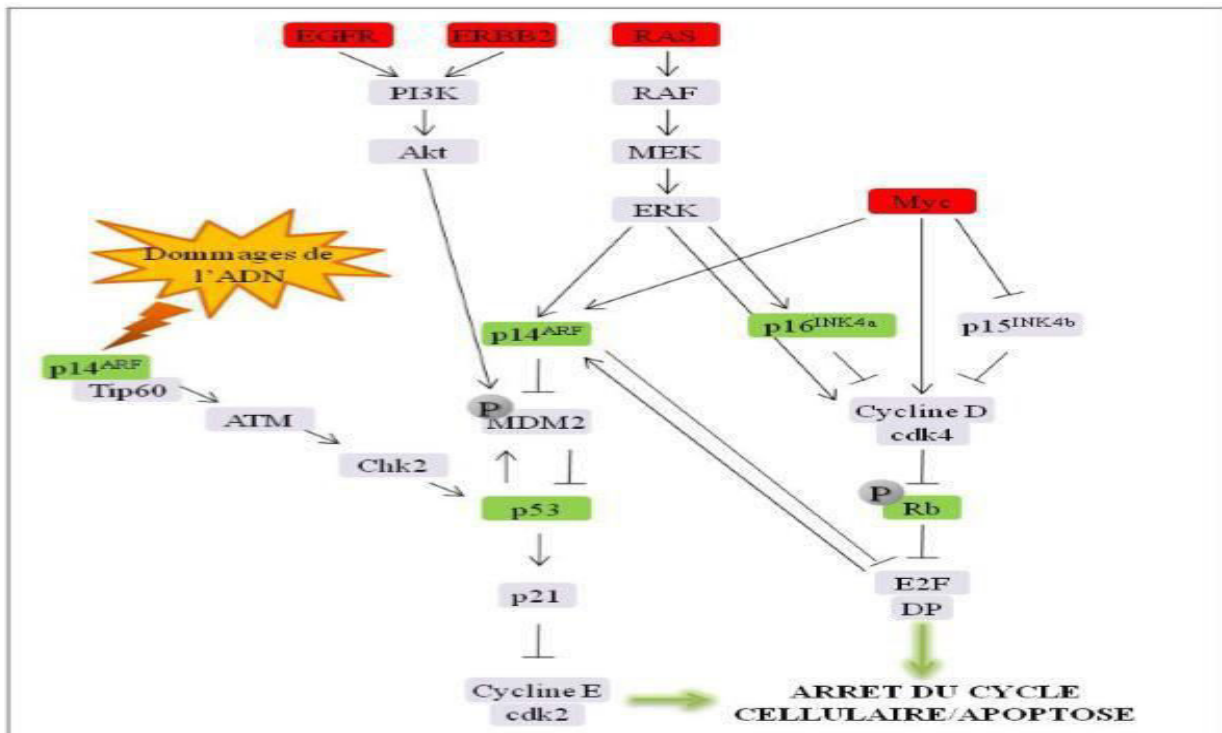 EGFR
ERBB2
RAS
PI3K
RAF
Akt
MEK
ERK
Myc
Dommages de
l'ADN
p14ARF
p16INK4a
p15INK4b
p14ARF
Tip60
ATM
Chk2
P
MDM2
Cycline D
cdk4
p53
P
Rb
p21
E2F
DP
Cycline E
cdk2
ARRET DU CYCLE
CELLULAIRE/APOPTOSE